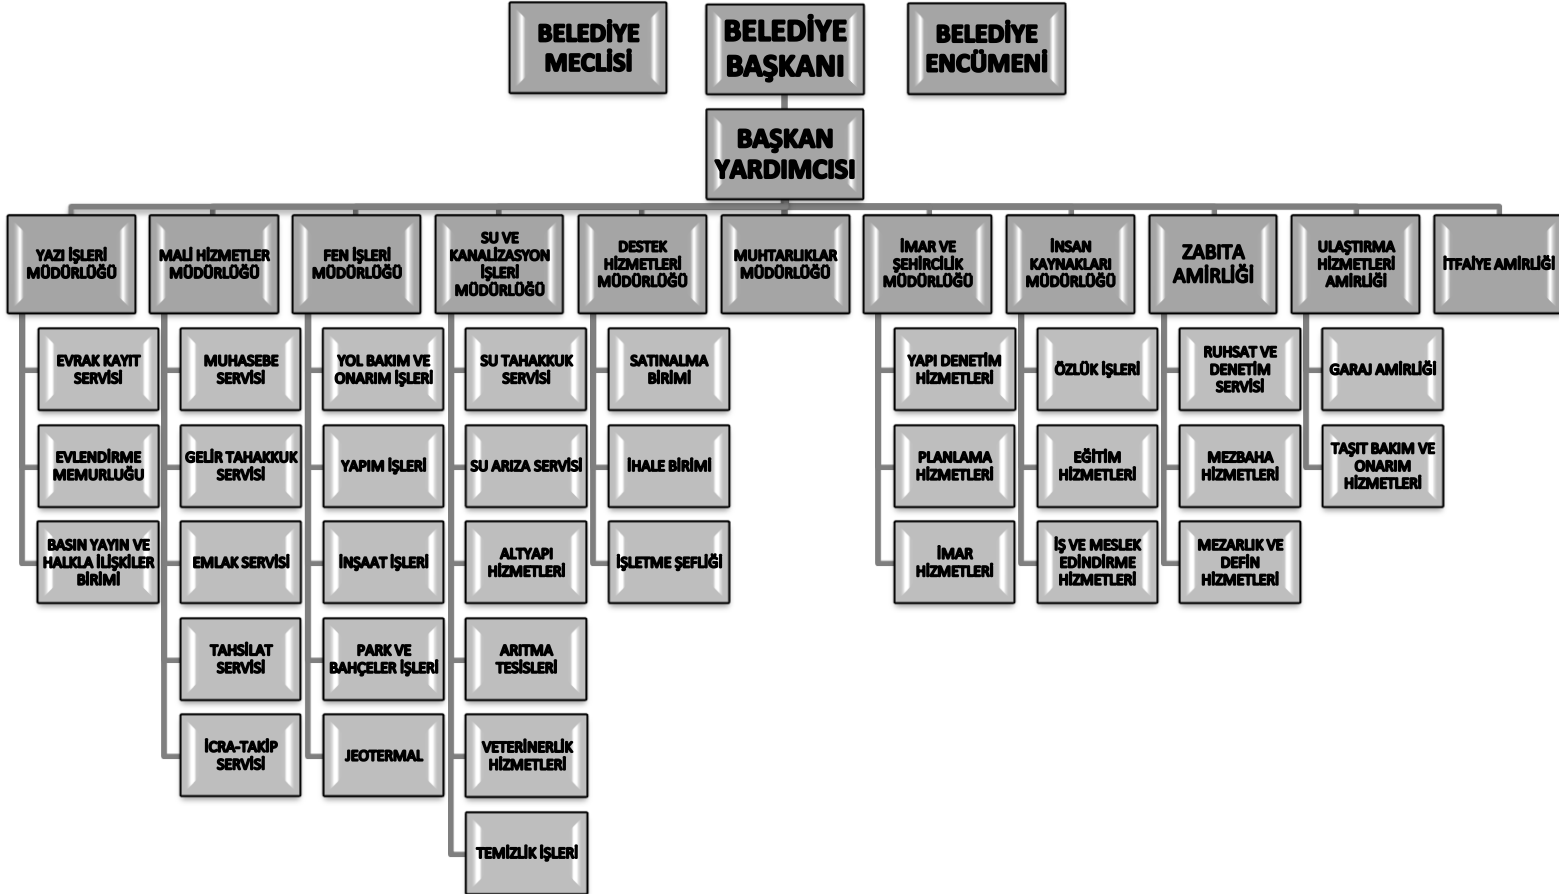 BELEDİYE
MECLİSİ
BELEDİYE
BAŞKANI
BELEDİYE
ENCÜMENİ
BAŞKAN
YARDIMCISI
YAZI İŞLERİ
MÜDÜRLÜĞÜ
MALİ HİZMETLER
MÜDÜRLÜĞÜ
FEN İŞLERİ
MÜDÜRLÜĞÜ
SU VE
KANALİZASYON
İŞLERİ
MÜDÜRLÜĞÜ
DESTEK
HİZMETLERİ
MÜDÜRLÜĞÜ
MUHTARLIKLAR
MÜDÜRLÜĞÜ
İMAR VE
ŞEHİRCİLİK
MÜDÜRLÜĞÜ
İNSAN
KAYNAKLARI
MÜDÜRLÜĞÜ
ZABITA
AMİRLİĞİ
ULAŞTIRMA
HİZMETLERİ
AMİRLİĞİ
İTFAİYE AMİRLİĞİ
EVRAK KAYIT
SERVİSİ
EVLENDİRME
MEMURLUĞU
BASIN YAYIN VE
HALKLA İLİŞKİLER
BİRİMİ
MUHASEBE
SERVİSİ
GELİR TAHAKKUK
SERVİSİ
EMLAK SERVİSİ
TAHSİLAT
SERVİSİ
İCRA-TAKİP
SERVİSİ
YOL BAKIM VE
ONARIM İŞLERİ
YAPIM İŞLERİ
İNŞAAT İŞLERİ
PARK VE
BAHÇELER İŞLERİ
JEOTERMAL
SU TAHAKKUK
SERVİSİ
SU ARIZA SERVİSİ
ALTYAPI
HİZMETLERİ
ARITMA
TESİSLERİ
VETERİNERLİK
HİZMETLERİ
TEMİZLİK İŞLERİ
SATINALMA
BİRİMİ
İHALE BİRİMİ
İŞLETME ŞEFLİĞİ
YAPI DENETİM
HİZMETLERİ
PLANLAMA
HİZMETLERİ
İMAR
HİZMETLERİ
ÖZLÜK İŞLERİ
EĞİTİM
HİZMETLERİ
İŞ VE MESLEK
EDİNDİRME
HİZMETLERİ
RUHSAT VE
DENETİM
SERVİSİ
MEZBAHA
HİZMETLERİ
MEZARLIK VE
DEFİN
HİZMETLERİ
GARAJ AMİRLİĞİ
TAŞIT BAKIM VE
ONARIM
HİZMETLERİ